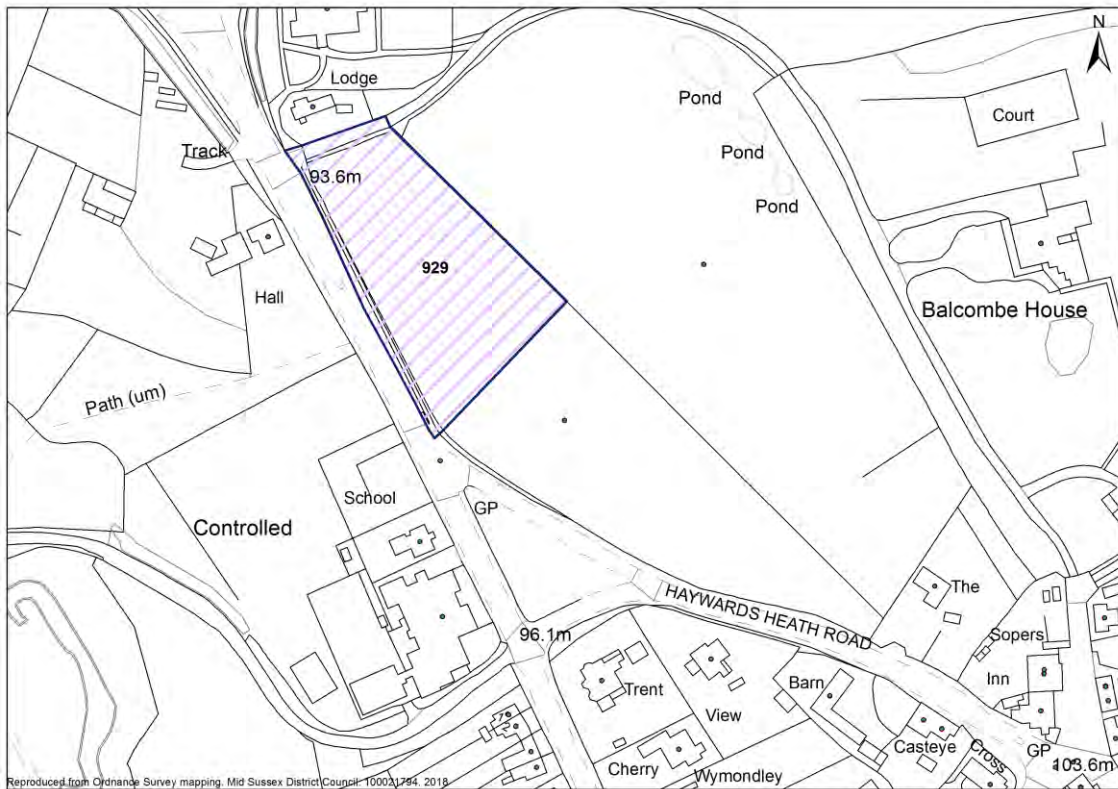 N
Lodge
Pond
Court
Track
Pond
93.6m
Pond
929
Hall
Balcombe House
Path (um)
School
GP
Controlled
The
HAYWARDS HEATH ROAD
96.1m
Sopers
Inn
Trent
Barn
View
Casteye
Cross
GP
Cherry
Wymondley
103.6m
Reproduced from Ordnance Survey mapping. Mid Sussex District Council. 100021794. 2018